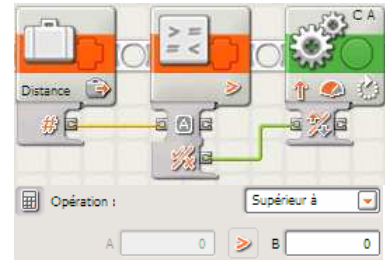 C A
Distance
#
A
Opération :
Supérieur à
A 0 > B 0